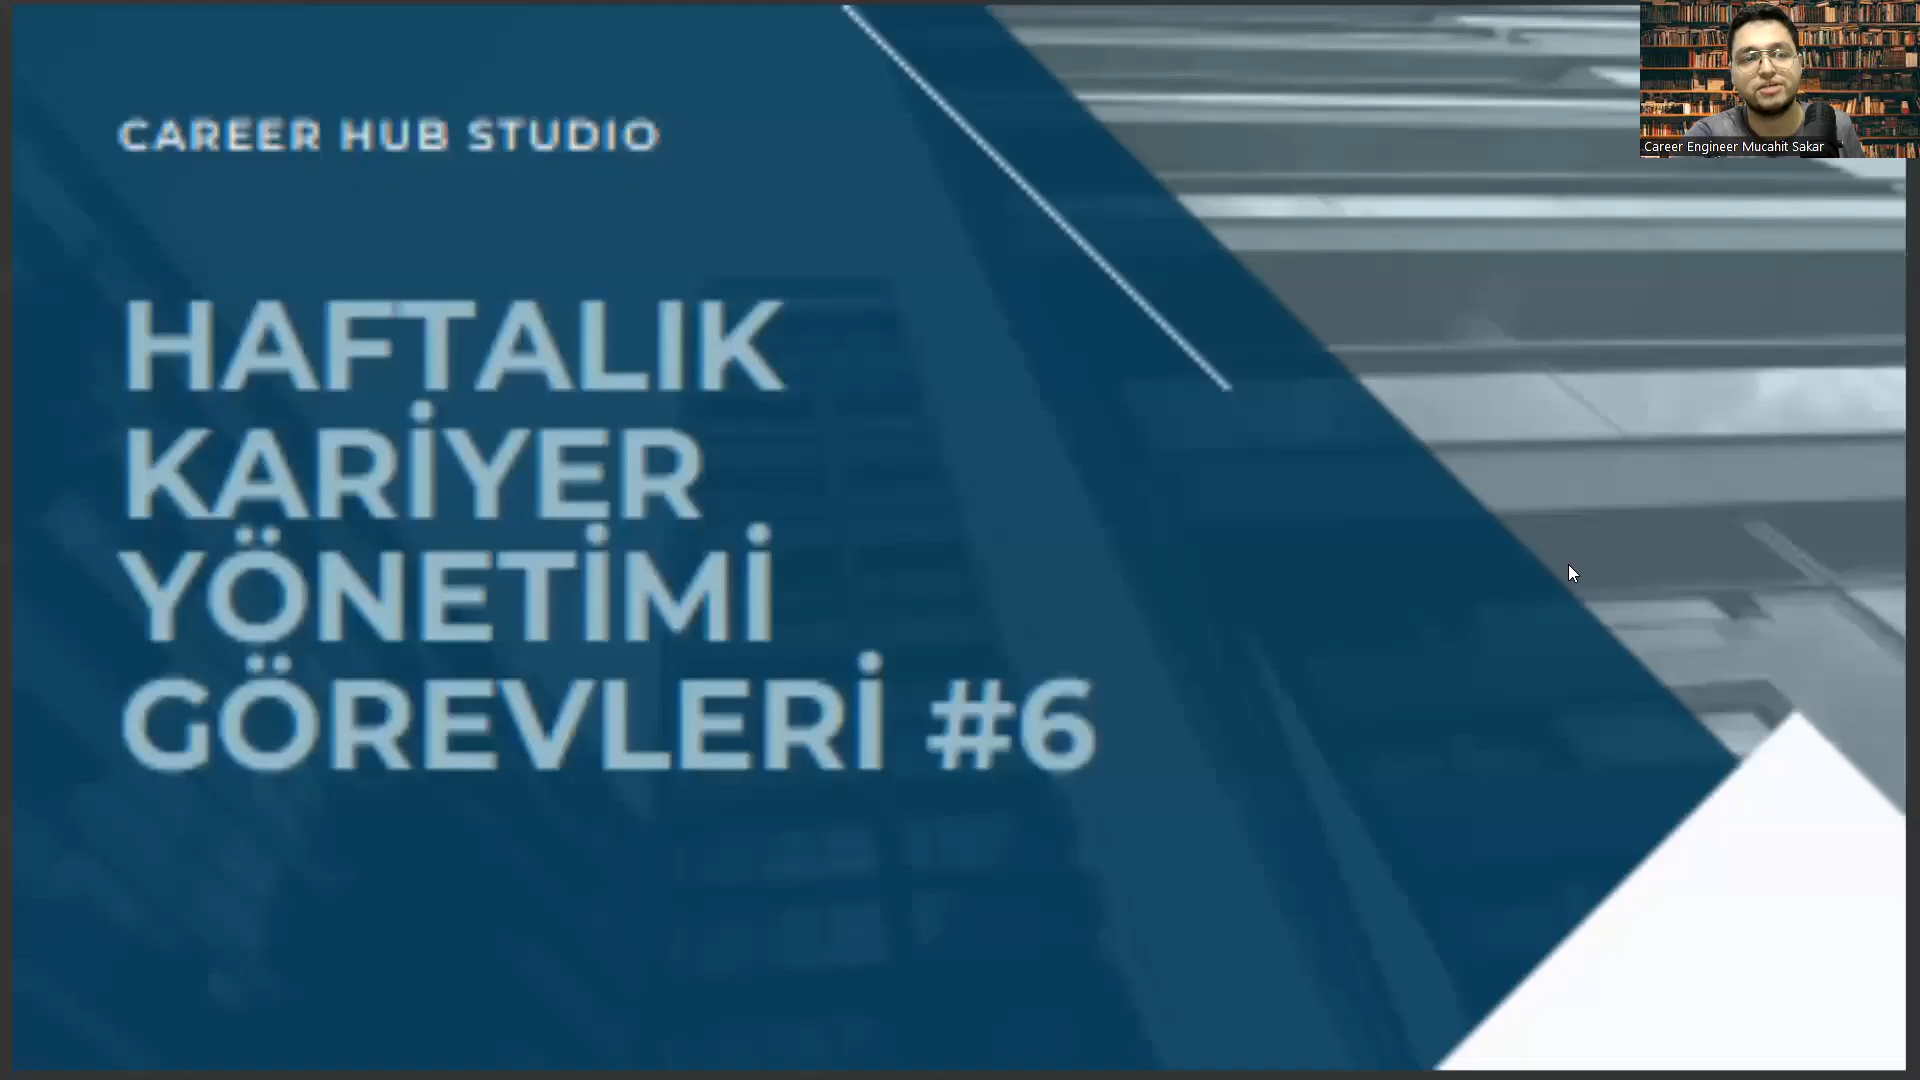 CAREER HUB STUDIO
HAFTALIK
KARİYER
YÖNETİMİ
GÖREVLERİ #6
Career Engineer Mucahit Sakar